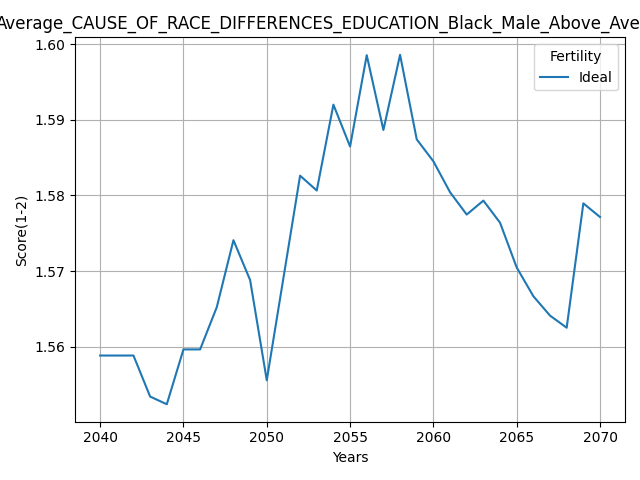 Average_CAUSE_OF_RACE_DIFFERENCES_EDUCATION_Black_Male_Above_Ave
1.60
1.59
1.58
1.57
1.56
Score(1-2)
Fertility
Ideal
2040 2045 2050 2055 2060 2065 2070
Years